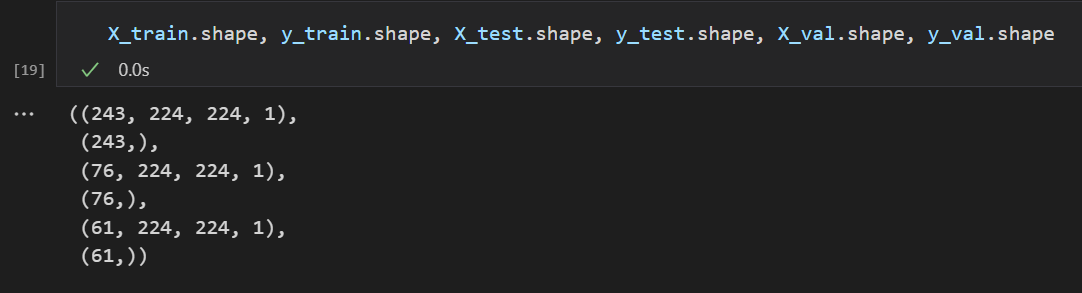 X_train.shape, y_train.shape, X_test.shape, y_test.shape, X_val.shape, y_val.shape
[19]
0.0s
... ((243, 224, 224, 1),
(243,),
(76, 224, 224, 1),
(76,),
(61, 224, 224, 1),
(61,))